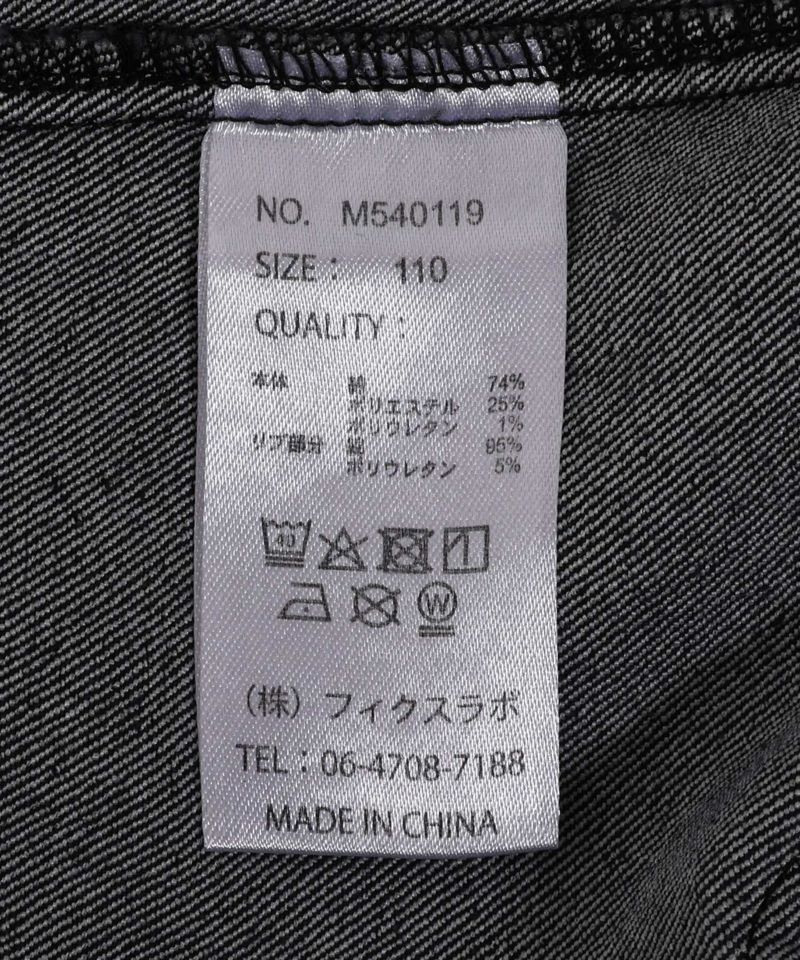 NO. M540119
SIZE： 110
QUALITY：
本体 綿 74%
ポリエステル 25%
ポリウレタン 1%
リブ部分 綿 95%
ポリウレタン 5%
40
W
（株）フィクスラボ
TEL：06-4708-7188
MADE IN CHINA